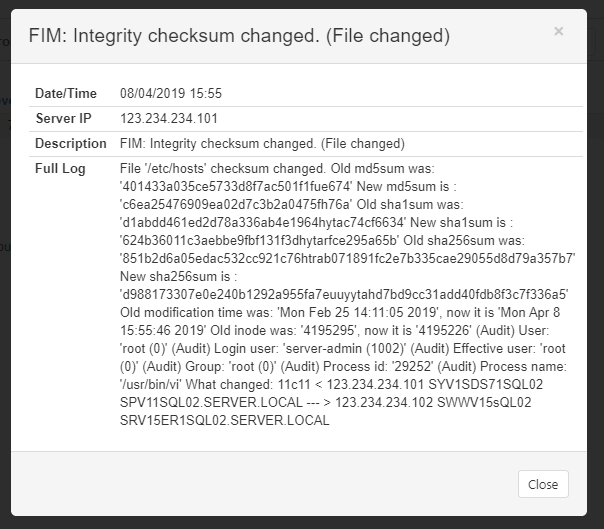 FIM: Integrity checksum changed. (File changed)
×
Date/Time 08/04/2019 15:55
Server IP 123.234.234.101
Description FIM: Integrity checksum changed. (File changed)
Full Log File '/etc/hosts' checksum changed. Old md5sum was:
'401433a035ce5733d8f7ac501f1fue674' New md5sum is :
'c6ea25476909ea02d7c3b2a0475fh76a' Old sha1sum was:
'd1abdd461ed2d78a336ab4e1964hytac74cf6634' New sha1sum is :
'624b36011c3aebbe9fbf131f3dhytarfce295a65b' Old sha256sum was:
'851b2d6a05edac532cc921c76htrab071891fc2e7b335cae29055d8d79a357b7'
New sha256sum is :
'd988173307e0e240b1292a955fa7euuyytahd7bd9cc31add40fdb8f3c7f336a5'
Old modification time was: 'Mon Feb 25 14:11:05 2019', now it is 'Mon Apr 8
15:55:46 2019' Old inode was: '4195295', now it is '4195226' (Audit) User:
'root (0)' (Audit) Login user: 'server-admin (1002)' (Audit) Effective user: 'root
(0)' (Audit) Group: 'root (0)' (Audit) Process id: '29252' (Audit) Process name:
'/usr/bin/vi' What changed: 11c11 < 123.234.234.101 SYV1SDS71SQL02
SPV11SQL02.SERVER.LOCAL --- > 123.234.234.102 SWWV15sQL02
SRV15ER1SQL02.SERVER.LOCAL
Close